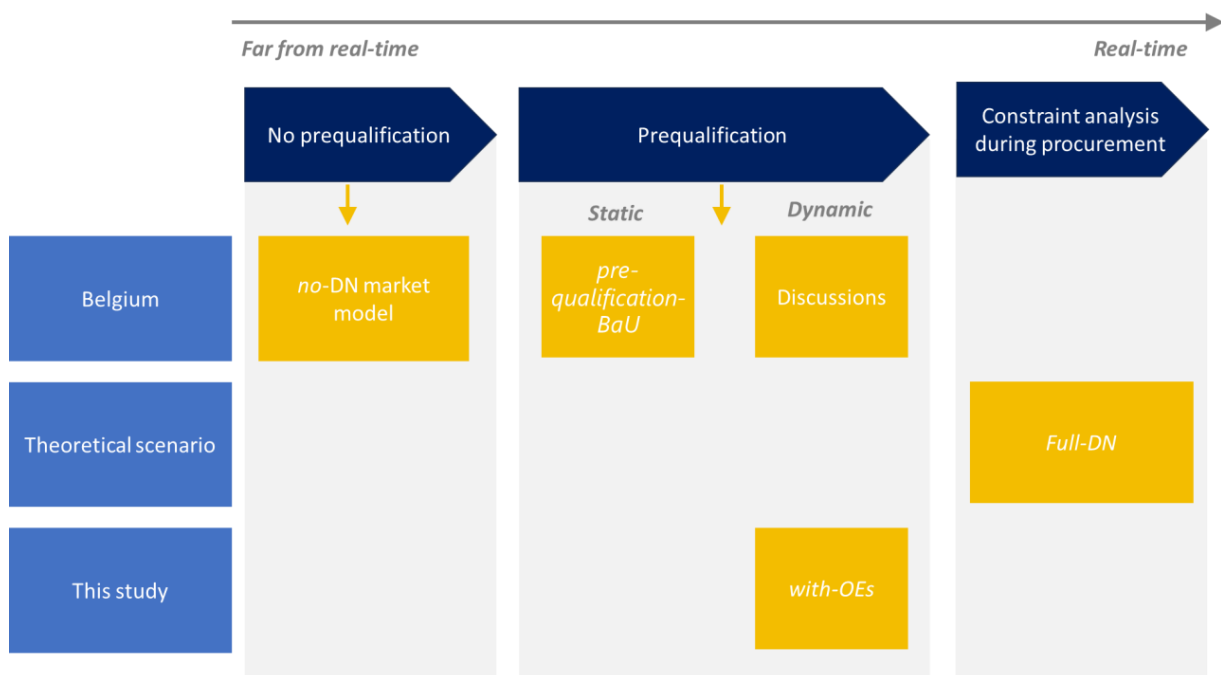 Far from real-time
Real-time
No prequalification
Prequalification
Constraint analysis
during procurement
Static
Dynamic
Belgium
no-DN market
model
pre-
qualification-
BaU
Discussions
Theoretical scenario
Full-DN
This study
with-OEs